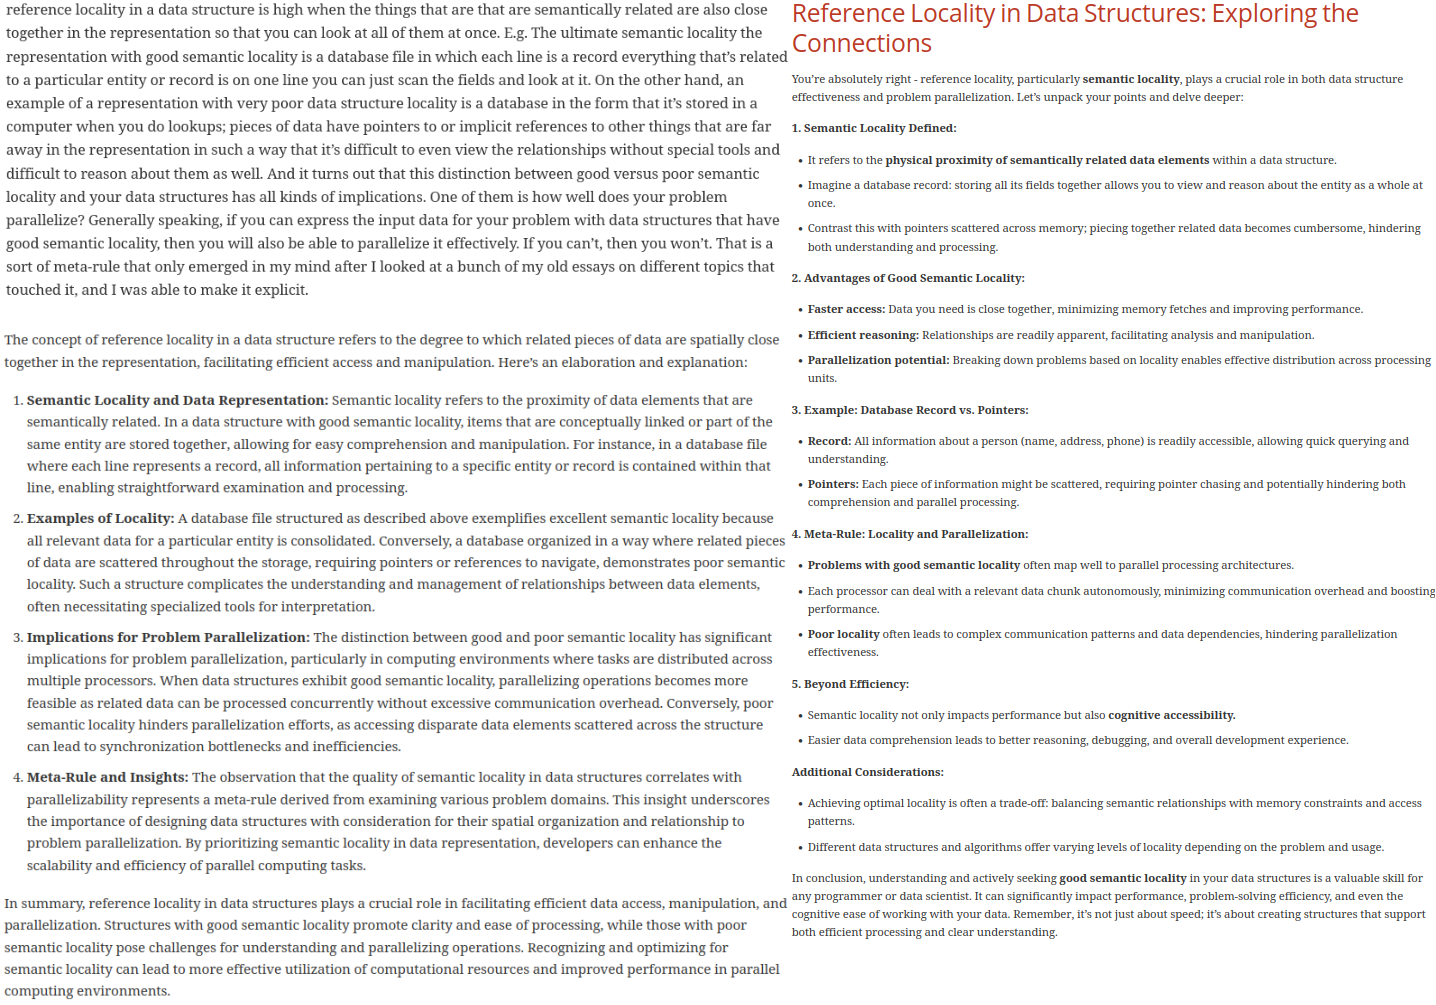 reference locality in a data structure is high when the things that are that are semantically related are also close
together in the representation so that you can look at all of them at once. E.g. The ultimate semantic locality the
representation with good semantic locality is a database file in which each line is a record everything that's related
to a particular entity or record is on one line you can just scan the fields and look at it. On the other hand, an
example of a representation with very poor data structure locality is a database in the form that it's stored in a
computer when you do lookups; pieces of data have pointers to or implicit references to other things that are far
away in the representation in such a way that it's difficult to even view the relationships without special tools and
difficult to reason about them as well. And it turns out that this distinction between good versus poor semantic
locality and your data structures has all kinds of implications. One of them is how well does your problem
parallelize? Generally speaking, if you can express the input data for your problem with data structures that have
good semantic locality, then you will also be able to parallelize it effectively. If you can't, then you won't. That is a
sort of meta-rule that only emerged in my mind after I looked at a bunch of my old essays on different topics that
touched it, and I was able to make it explicit.
The concept of reference locality in a data structure refers to the degree to which related pieces of data are spatially close
together in the representation, facilitating efficient access and manipulation. Here's an elaboration and explanation:
1. Semantic Locality and Data Representation: Semantic locality refers to the proximity of data elements that are
semantically related. In a data structure with good semantic locality, items that are conceptually linked or part of the
same entity are stored together, allowing for easy comprehension and manipulation. For instance, in a database file
where each line represents a record, all information pertaining to a specific entity or record is contained within that
line, enabling straightforward examination and processing.
2. Examples of Locality: A database file structured as described above exemplifies excellent semantic locality because
all relevant data for a particular entity is consolidated. Conversely, a database organized in a way where related pieces
of data are scattered throughout the storage, requiring pointers or references to navigate, demonstrates poor semantic
locality. Such a structure complicates the understanding and management of relationships between data elements,
often necessitating specialized tools for interpretation.
3. Implications for Problem Parallelization: The distinction between good and poor semantic locality has significant
implications for problem parallelization, particularly in computing environments where tasks are distributed across
multiple processors. When data structures exhibit good semantic locality, parallelizing operations becomes more
feasible as related data can be processed concurrently without excessive communication overhead. Conversely, poor
semantic locality hinders parallelization efforts, as accessing disparate data elements scattered across the structure
can lead to synchronization bottlenecks and inefficiencies.
4. Meta-Rule and Insights: The observation that the quality of semantic locality in data structures correlates with
parallelizability represents a meta-rule derived from examining various problem domains. This insight underscores
the importance of designing data structures with consideration for their spatial organization and relationship to
problem parallelization. By prioritizing semantic locality in data representation, developers can enhance the
scalability and efficiency of parallel computing tasks.
In summary, reference locality in data structures plays a crucial role in facilitating efficient data access, manipulation, and
parallelization. Structures with good semantic locality promote clarity and ease of processing, while those with poor
semantic locality pose challenges for understanding and parallelizing operations. Recognizing and optimizing for
semantic locality can lead to more effective utilization of computational resources and improved performance in parallel
computing environments.
Reference Locality in Data Structures: Exploring the
Connections
You're absolutely right - reference locality, particularly semantic locality, plays a crucial role in both data structure
effectiveness and problem parallelization. Let's unpack your points and delve deeper:
1. Semantic Locality Defined:
• It refers to the physical proximity of semantically related data elements within a data structure.
• Imagine a database record: storing all its fields together allows you to view and reason about the entity as a whole at
once.
• Contrast this with pointers scattered across memory; piecing together related data becomes cumbersome, hindering
both understanding and processing.
2. Advantages of Good Semantic Locality:
• Faster access: Data you need is close together, minimizing memory fetches and improving performance.
• Efficient reasoning: Relationships are readily apparent, facilitating analysis and manipulation.
• Parallelization potential: Breaking down problems based on locality enables effective distribution across processing
units.
3. Example: Database Record vs. Pointers:
• Record: All information about a person (name, address, phone) is readily accessible, allowing quick querying and
understanding.
• Pointers: Each piece of information might be scattered, requiring pointer chasing and potentially hindering both
comprehension and parallel processing.
4. Meta-Rule: Locality and Parallelization:
• Problems with good semantic locality often map well to parallel processing architectures.
• Each processor can deal with a relevant data chunk autonomously, minimizing communication overhead and boosting
performance.
• Poor locality often leads to complex communication patterns and data dependencies, hindering parallelization
effectiveness.
5. Beyond Efficiency:
• Semantic locality not only impacts performance but also cognitive accessibility.
• Easier data comprehension leads to better reasoning, debugging, and overall development experience.
Additional Considerations:
• Achieving optimal locality is often a trade-off: balancing semantic relationships with memory constraints and access
patterns.
• Different data structures and algorithms offer varying levels of locality depending on the problem and usage.
In conclusion, understanding and actively seeking good semantic locality in your data structures is a valuable skill for
any programmer or data scientist. It can significantly impact performance, problem-solving efficiency, and even the
cognitive ease of working with your data. Remember, it's not just about speed; it's about creating structures that support
both efficient processing and clear understanding.